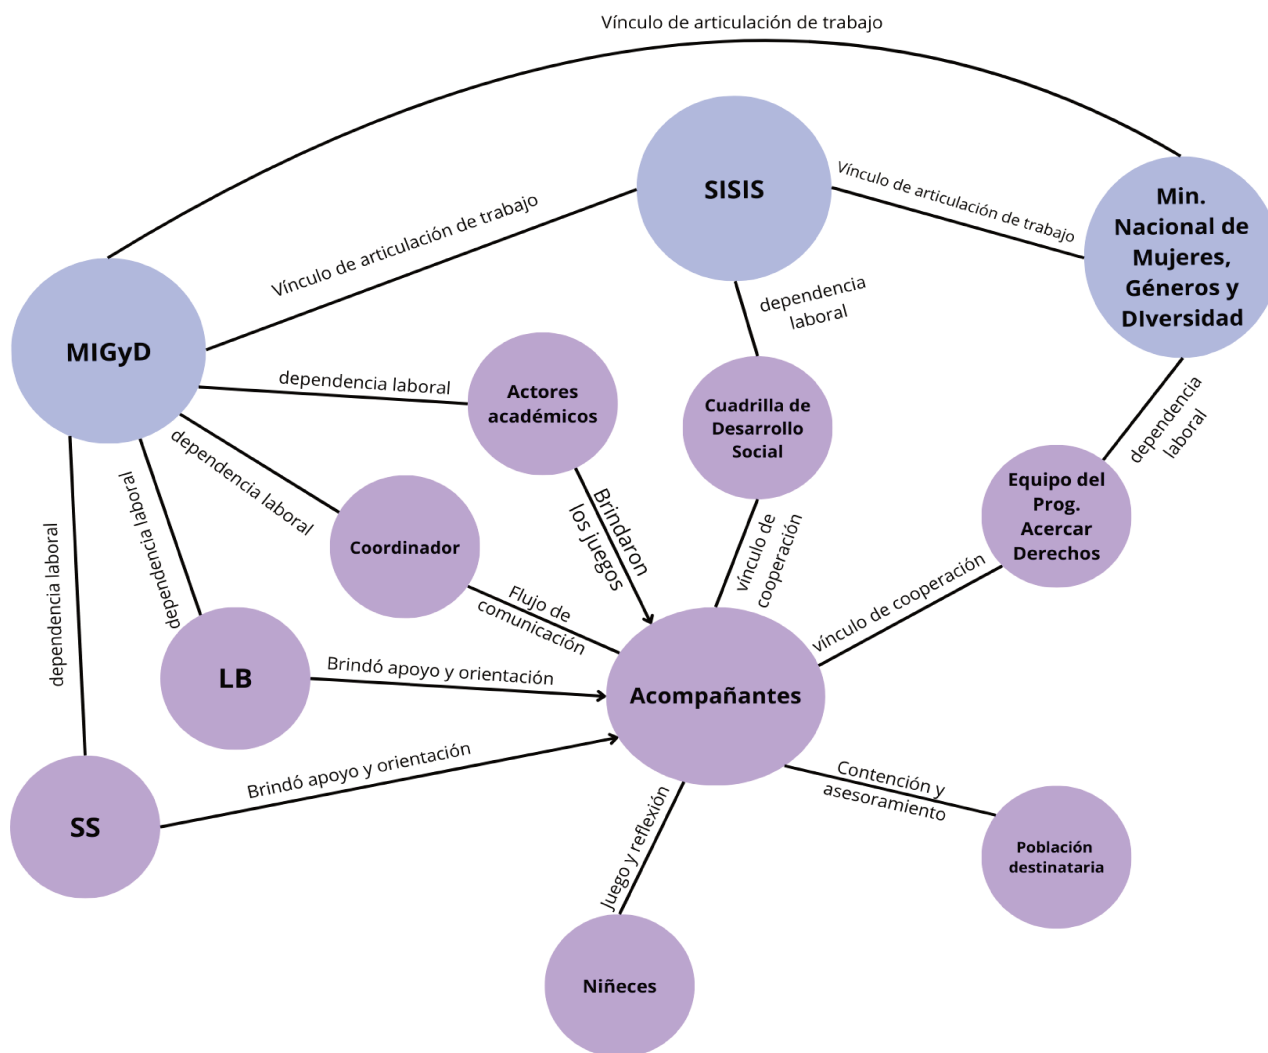 Vínculo de articulación de trabajo
SISIS
Vínculo de articulación de trabajo
Min.
Nacional de
Mujeres,
Géneros y
DIversidad
Vínculo de articulación de trabajo
MIGyD
dependencia
laboral
dependencia laboral
Actores
académicos
Cuadrilla de
Desarrollo
Social
dependencia
laboral
dependencia laboral
Equipo del
Prog.
Acercar
Derechos
Coordinador
Brindaron
los juegos
vínculo de
cooperación
dependencia laboral
dependencia laboral
Flujo de
comunicación
vínculo de cooperación
LB
Brindó apoyo y orientación
Acompañantes
Brindó apoyo y orientación
SS
Contención y
asesoramiento
Juego y reflexión
Población
destinataria
Niñeces